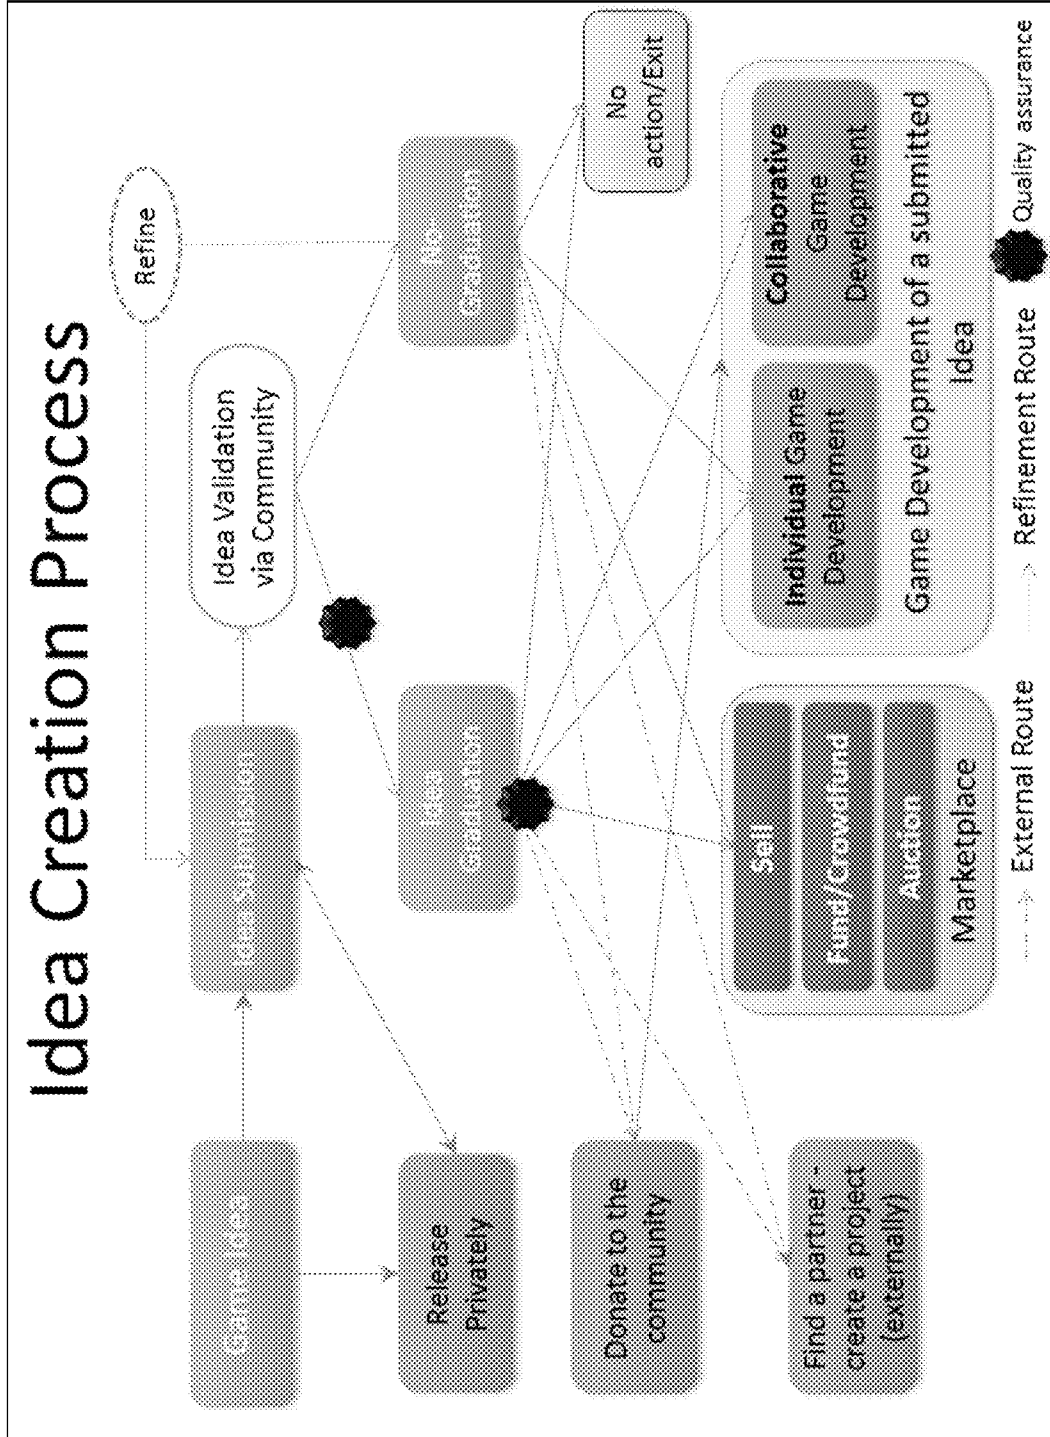 Idea Creation Process
Refine
Game Idea
Idea Submission
Idea Validation
via Community
Release
Privately
Idea
Graduation
No
Graduation
Donate to the
community
No
action/Exit
Find a partner -
create a project
(externally)
Sell
Fund/Crowdfund
Auction
Marketplace
Individual Game
Development
Collaborative
Game
Development
Game Development of a submitted
Idea
External Route
Refinement Route
Quality assurance